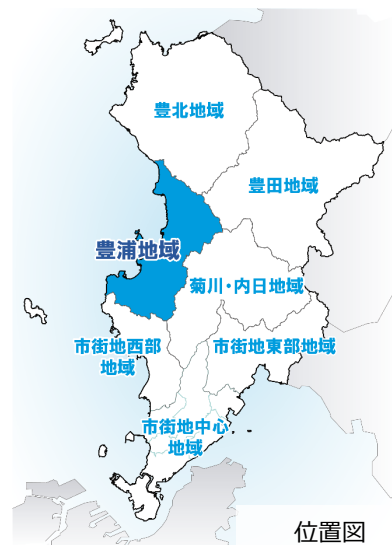 豊北地域
豊田地域
豊浦地域
菊川・内日地域
市街地西部
地域
市街地東部地域
市街地中心
地域
位置図